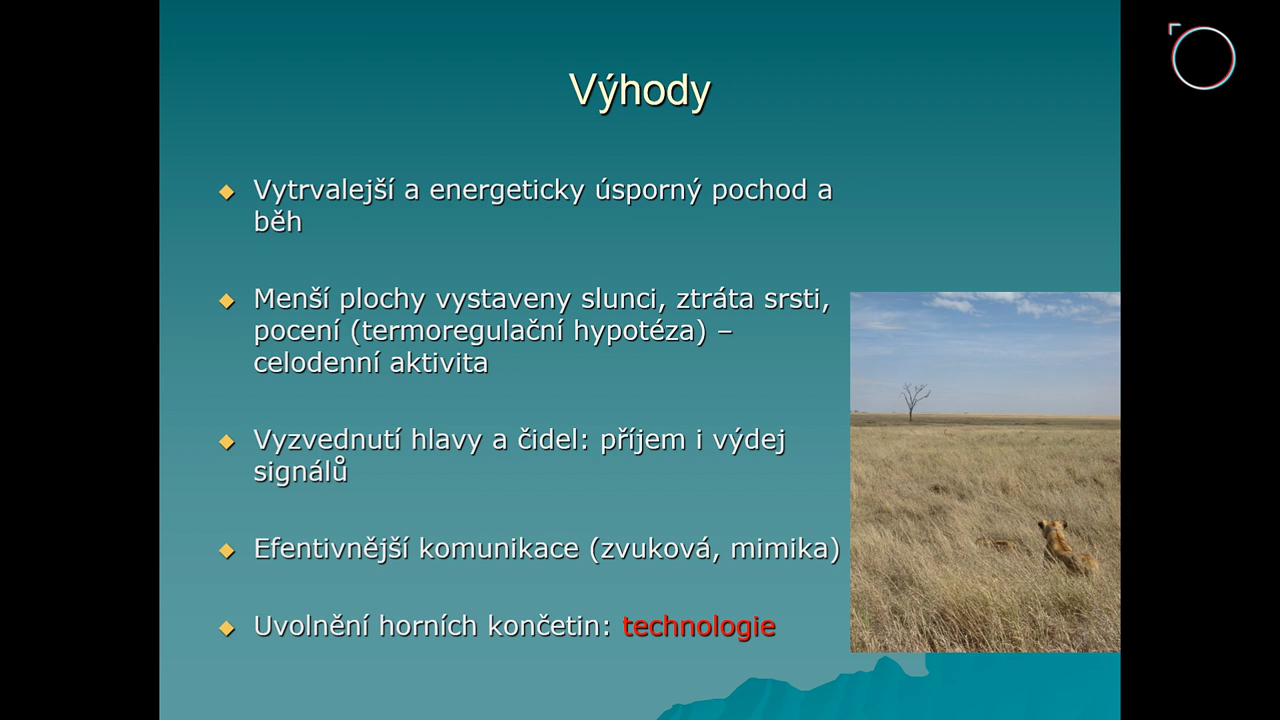 Výhody
Vytrvalejší a energeticky úsporný pochod a
běh
Menší plochy vystaveny slunci, ztráta srsti,
pocení (termoregulační hypotéza) –
celodenní aktivita
Vyzvednutí hlavy a čidel: příjem i výdej
signálů
Efentivnější komunikace (zvuková, mimika)
Uvolnění horních končetin: technologie